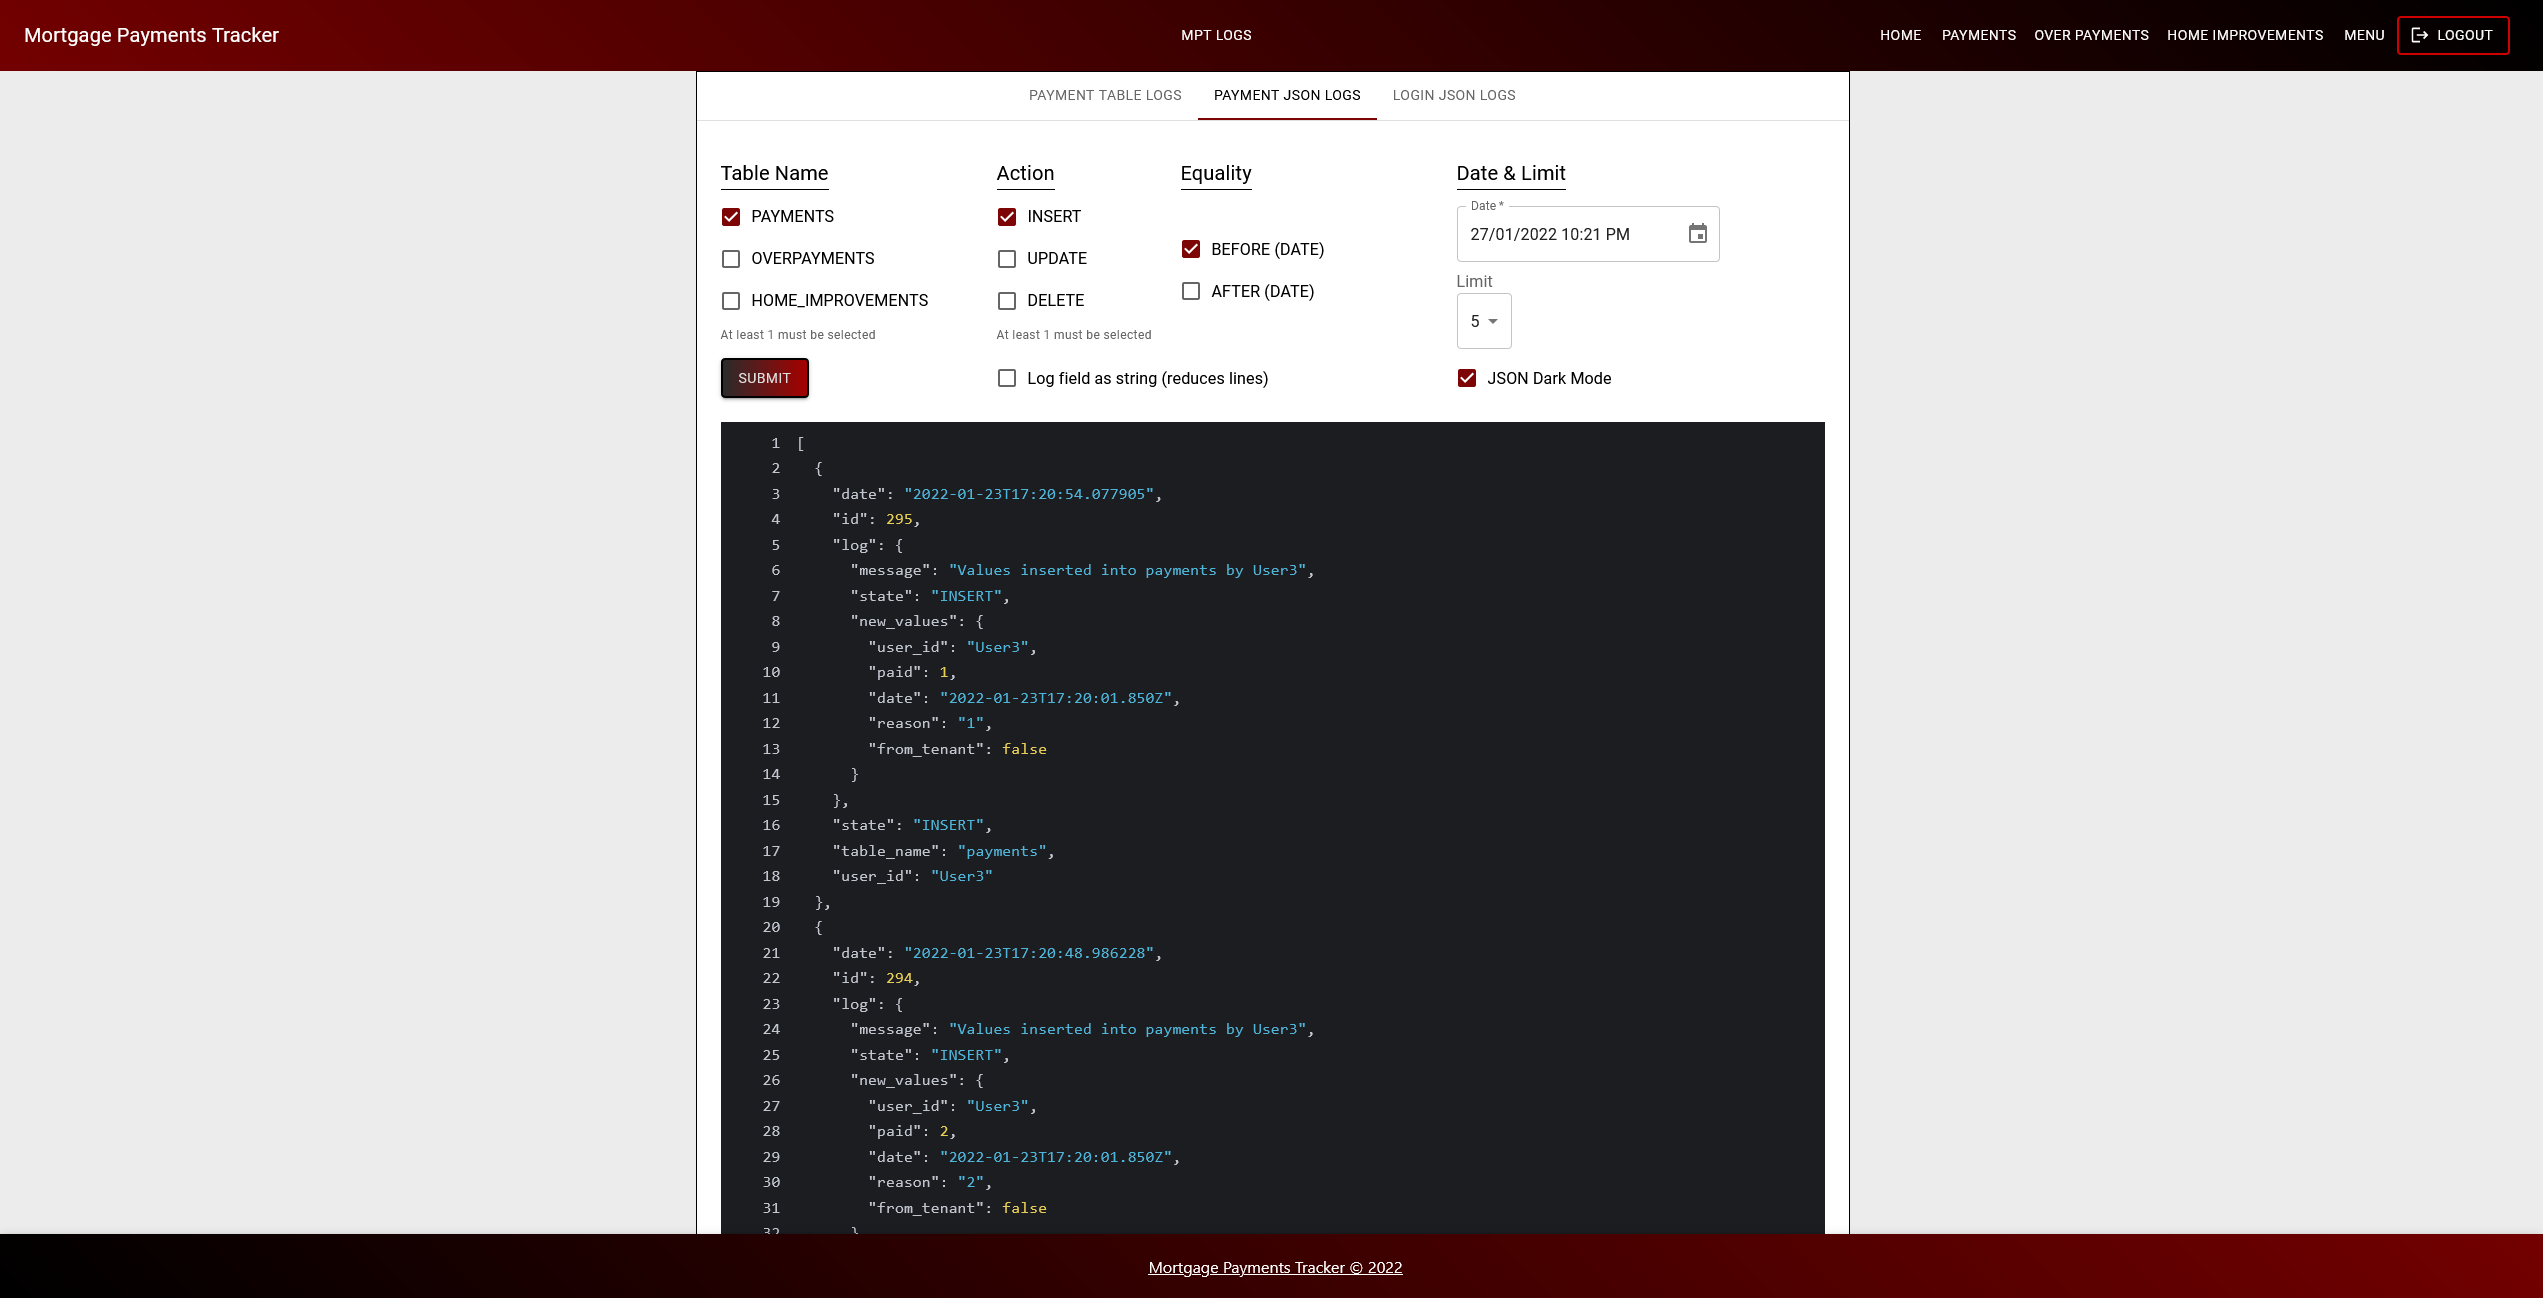 Mortgage Payments Tracker
MPT LOGS
HOME PAYMENTS OVER PAYMENTS HOME IMPROVEMENTS MENU LOGOUT
PAYMENT TABLE LOGS PAYMENT JSON LOGS LOGIN JSON LOGS
Table Name
PAYMENTS
OVERPAYMENTS
HOME_IMPROVEMENTS
At least 1 must be selected
SUBMIT
Action
INSERT
UPDATE
DELETE
At least 1 must be selected
Log field as string (reduces lines)
Equality
BEFORE (DATE)
AFTER (DATE)
Date & Limit
Date *
27/01/2022 10:21 PM
Limit
5
JSON Dark Mode
1 [
2 {
3 "date": "2022-01-23T17:20:54.077905",
4 "id": 295,
5 "log": {
6 "message": "Values inserted into payments by User3",
7 "state": "INSERT",
8 "new_values": {
9 "user_id": "User3",
10 "paid": 1,
11 "date": "2022-01-23T17:20:01.850Z",
12 "reason": "1",
13 "from_tenant": false
14 }
15 },
16 "state": "INSERT",
17 "table_name": "payments",
18 "user_id": "User3"
19 },
20 {
21 "date": "2022-01-23T17:20:48.986228",
22 "id": 294,
23 "log": {
24 "message": "Values inserted into payments by User3",
25 "state": "INSERT",
26 "new_values": {
27 "user_id": "User3",
28 "paid": 2,
29 "date": "2022-01-23T17:20:01.850Z",
30 "reason": "2",
31 "from_tenant": false
32 }
Mortgage Payments Tracker © 2022